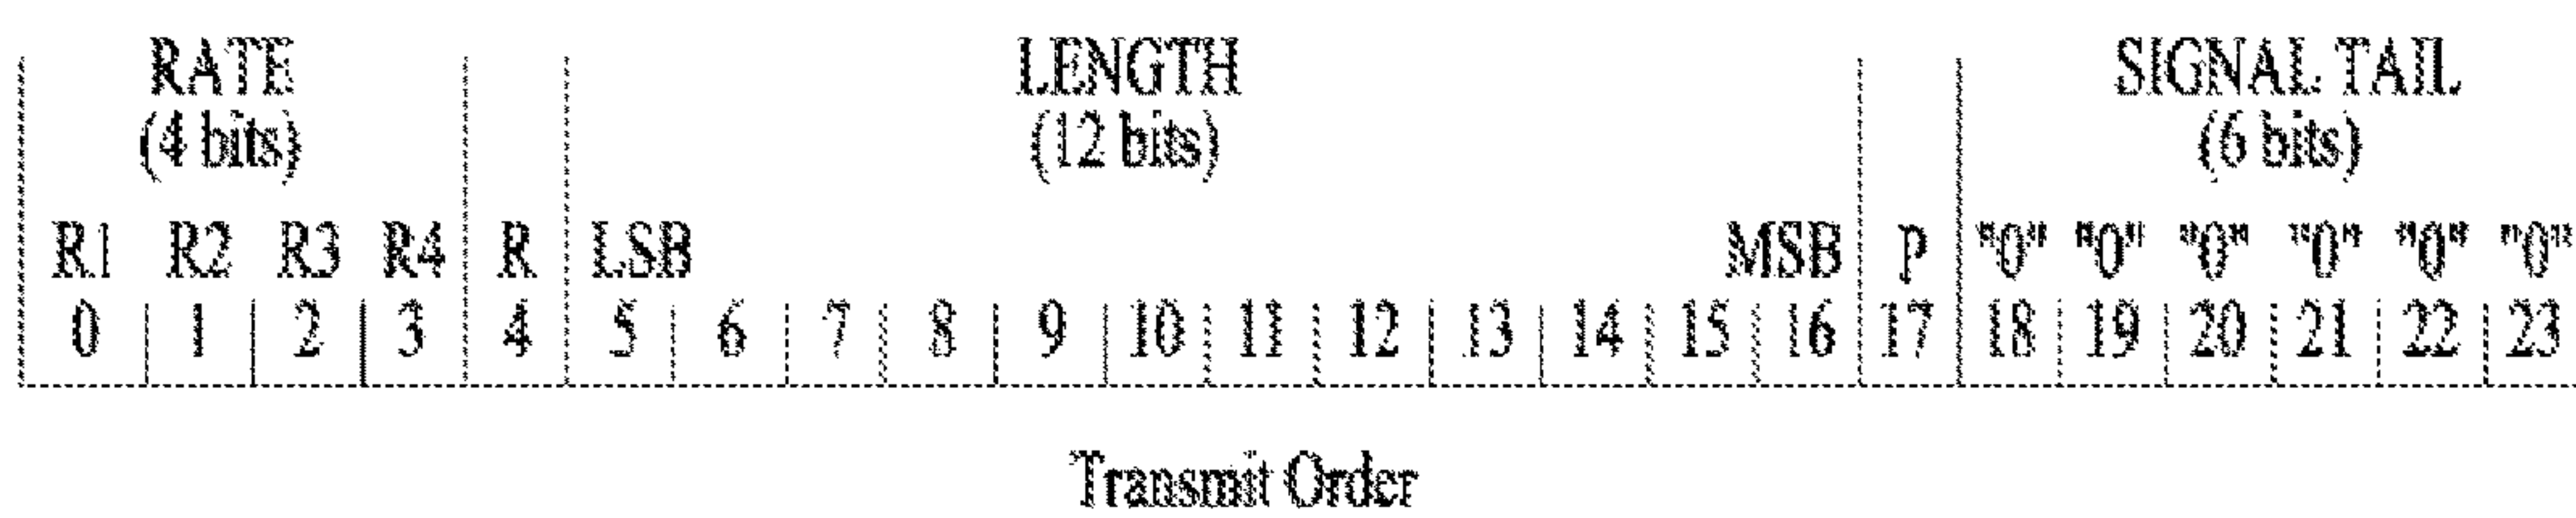 RATE LENGTH SIGNAL TAIL
(4 bits) (12 bits) (6 bits)
R1 R2 R3 R4 R LSB MSB P "0" "0" "0" "0" "0" "0"
0 1 2 3 4 5 6 7 8 9 10 11 12 13 14 15 16 17 18 19 20 21 22 23
Transmit Order